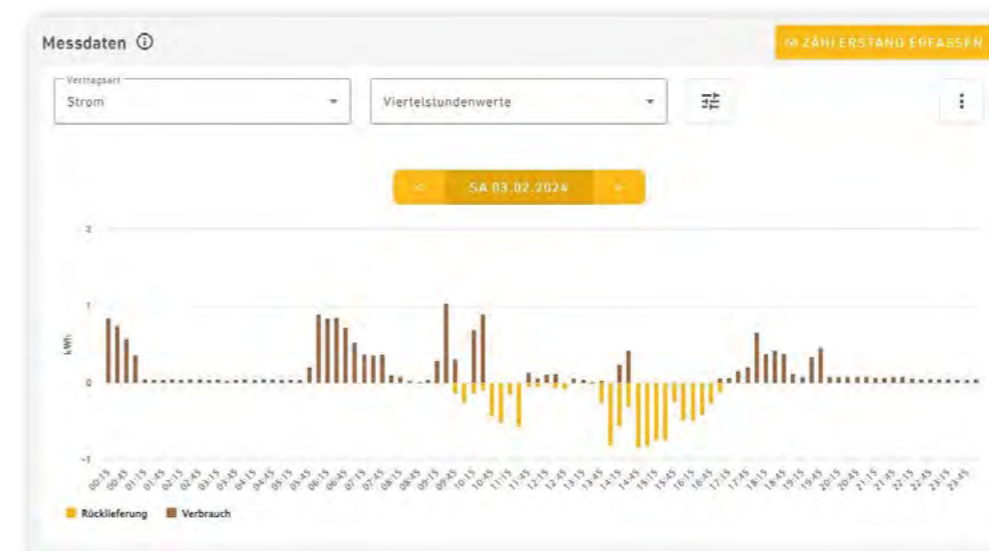 Messdaten
ZÄHLERSTAND ERFASSEN
Vertragsart
Strom
Viertelstundenwerte
< SA 03.02.2024 >
2
1
kWh
0
-1
00:15 00:45 01:15 01:45 02:15 02:45 03:15 03:45 04:15 04:45 05:15 05:45 06:15 06:45 07:15 07:45 08:15 08:45 09:15 09:45 10:15 10:45 11:15 11:45 12:15 12:45 13:15 13:45 14:15 14:45 15:15 15:45 16:15 16:45 17:15 17:45 18:15 18:45 19:15 19:45 20:15 20:45 21:15 21:45 22:15 22:45 23:15 23:45
Rücklieferung Verbrauch